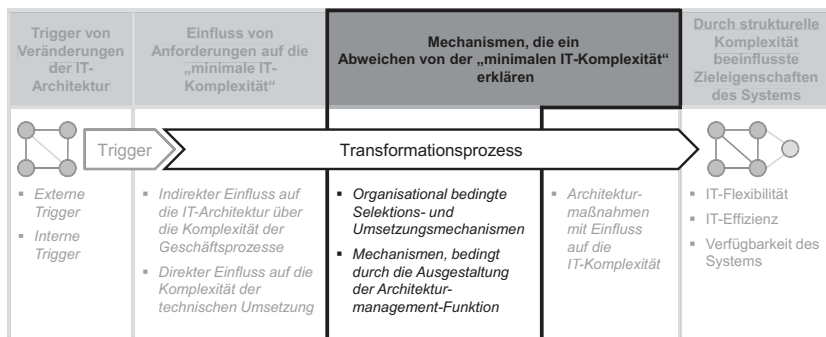 Trigger von
Veränderungen
der IT-
Architektur
Einfluss von
Anforderungen auf die
„minimale IT-
Komplexität“
Mechanismen, die ein
Abweichen von der „minimalen IT-Komplexität“
erklären
Durch strukturelle
Komplexität
beeinflusste
Zieleigenschaften
des Systems
Trigger
Transformationsprozess
▪ Externe
Trigger
▪ Interne
Trigger
▪ Indirekter Einfluss auf
die IT-Architektur über
die Komplexität der
Geschäftsprozesse
▪ Direkter Einfluss auf die
Komplexität der
technischen Umsetzung
▪ Organisational bedingte
Selektions- und
Umsetzungsmechanismen
▪ Mechanismen, bedingt
durch die Ausgestaltung
der Architektur-
management-Funktion
▪ Architektur-
maßnahmen
mit Einfluss
auf die
IT-Komplexität
▪ IT-Flexibilität
▪ IT-Effizienz
▪ Verfügbarkeit des
Systems